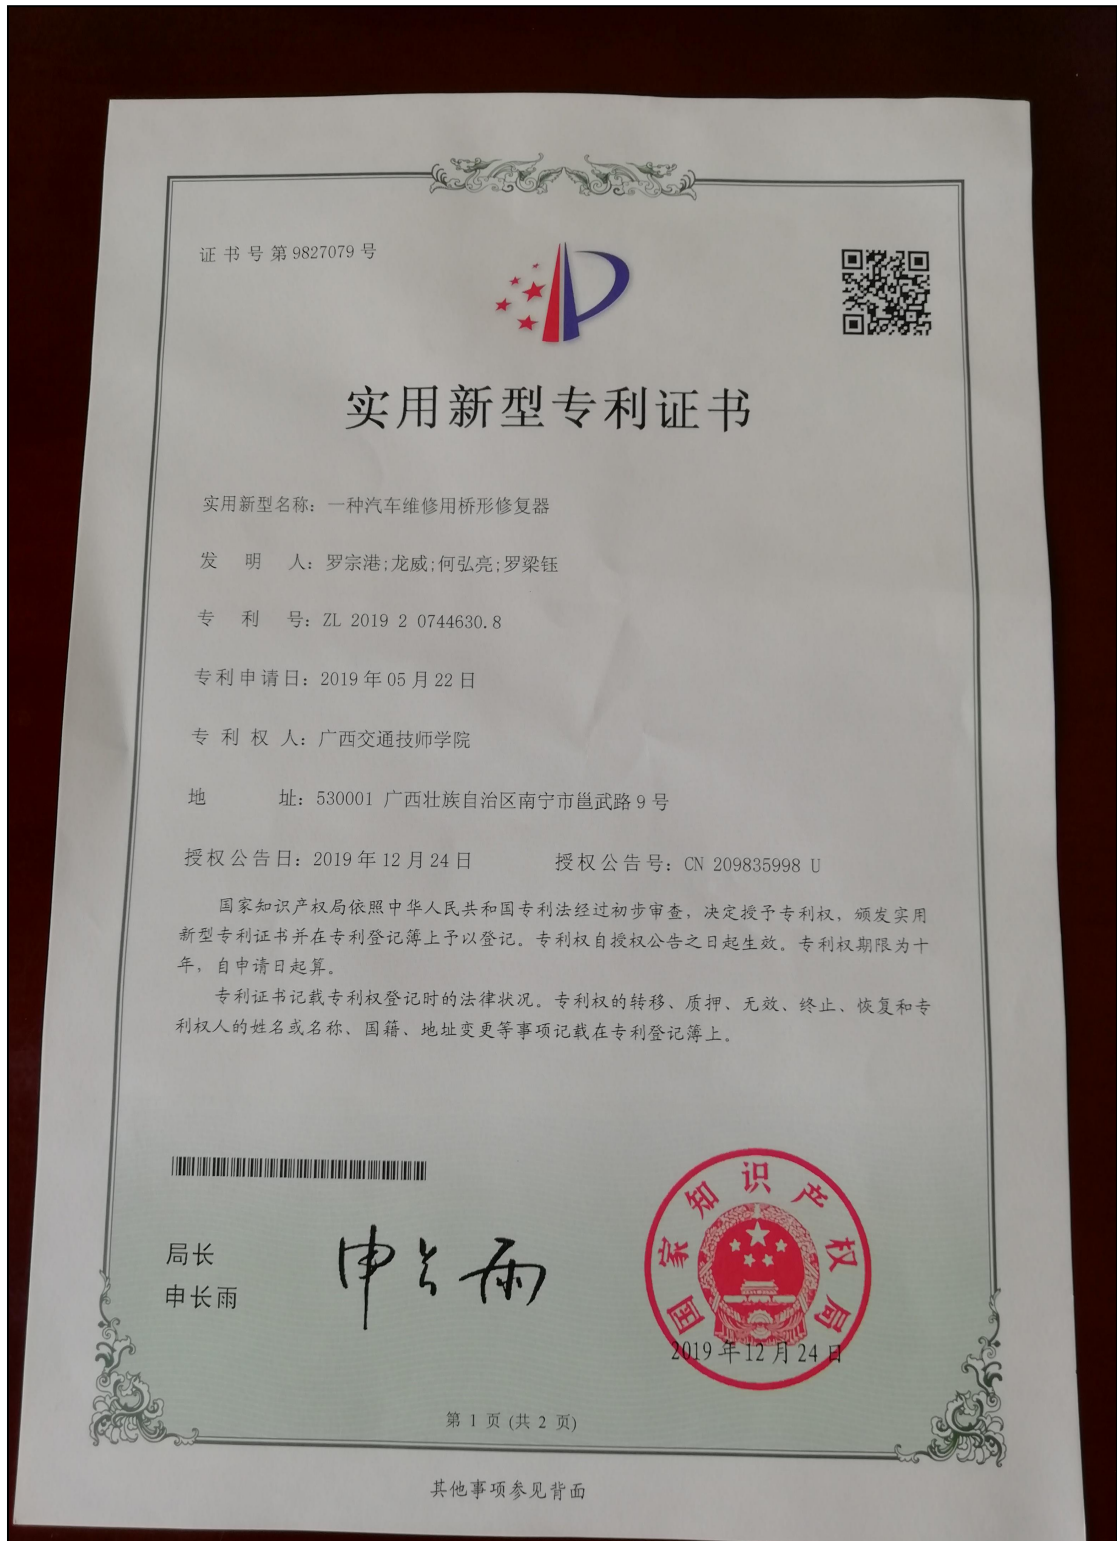 证书号第9827079号
实用新型专利证书
实用新型名称：一种汽车维修用桥形修复器
发明人：罗宗港;龙威;何弘亮;罗梁钰
专利号：ZL 2019 2 0744630.8
专利申请日：2019年05月22日
专利权人：广西交通技师学院
地址：530001 广西壮族自治区南宁市邕武路9号
授权公告日：2019年12月24日 授权公告号：CN 209835998 U
国家知识产权局依照中华人民共和国专利法经过初步审查，决定授予专利权，颁发实用
新型专利证书并在专利登记簿上予以登记。专利权自授权公告之日起生效。专利权期限为十
年，自申请日起算。
专利证书记载专利权登记时的法律状况。专利权的转移、质押、无效、终止、恢复和专
利权人的姓名或名称、国籍、地址变更等事项记载在专利登记簿上。
局长
申长雨
申长雨
国家知识产权局
2019年12月24日
第1页(共2页)
其他事项参见背面